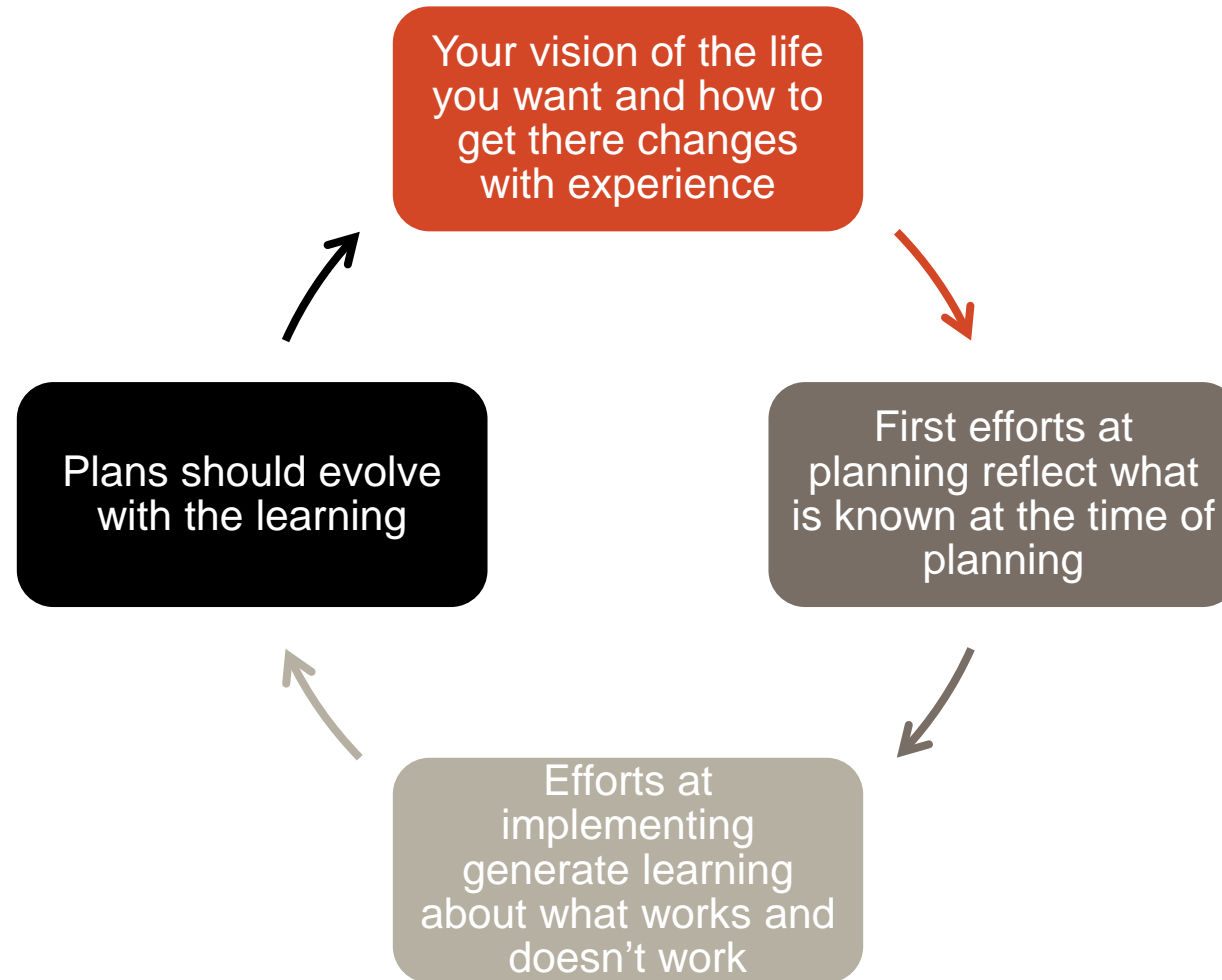 Your vision of the life
you want and how to
get there changes
with experience
First efforts at
planning reflect what
is known at the time of
planning
Efforts at
implementing
generate learning
about what works and
doesn’t work
Plans should evolve
with the learning